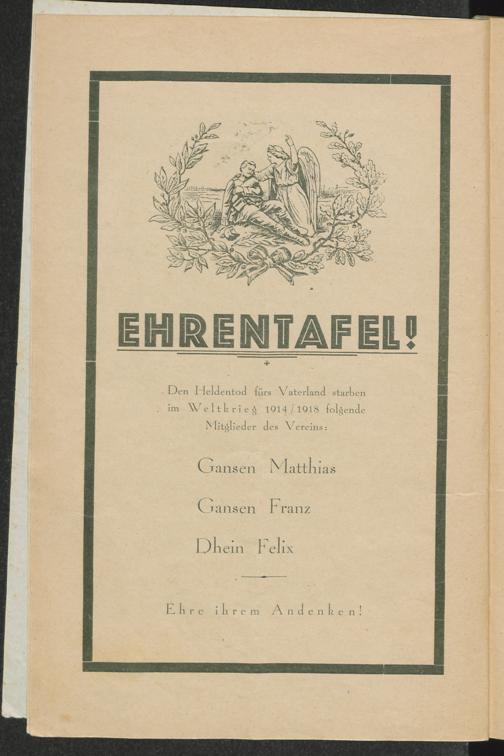 EHRENTAFEL!
Den Heldentod fürs Vaterland starben
im Weltkrieg 1914/1918 folgende
Mitglieder des Vereins:
Gansen Matthias
Gansen Franz
Dhein Felix
Ehre ihrem Andenken!